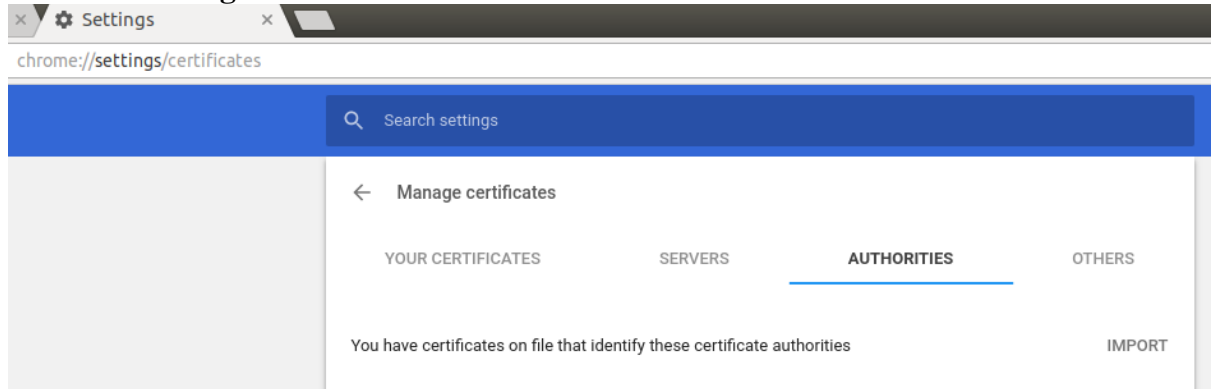 Settings
chrome://settings/certificates
Search settings
Manage certificates
YOUR CERTIFICATES SERVERS AUTHORITIES OTHERS
You have certificates on file that identify these certificate authorities IMPORT